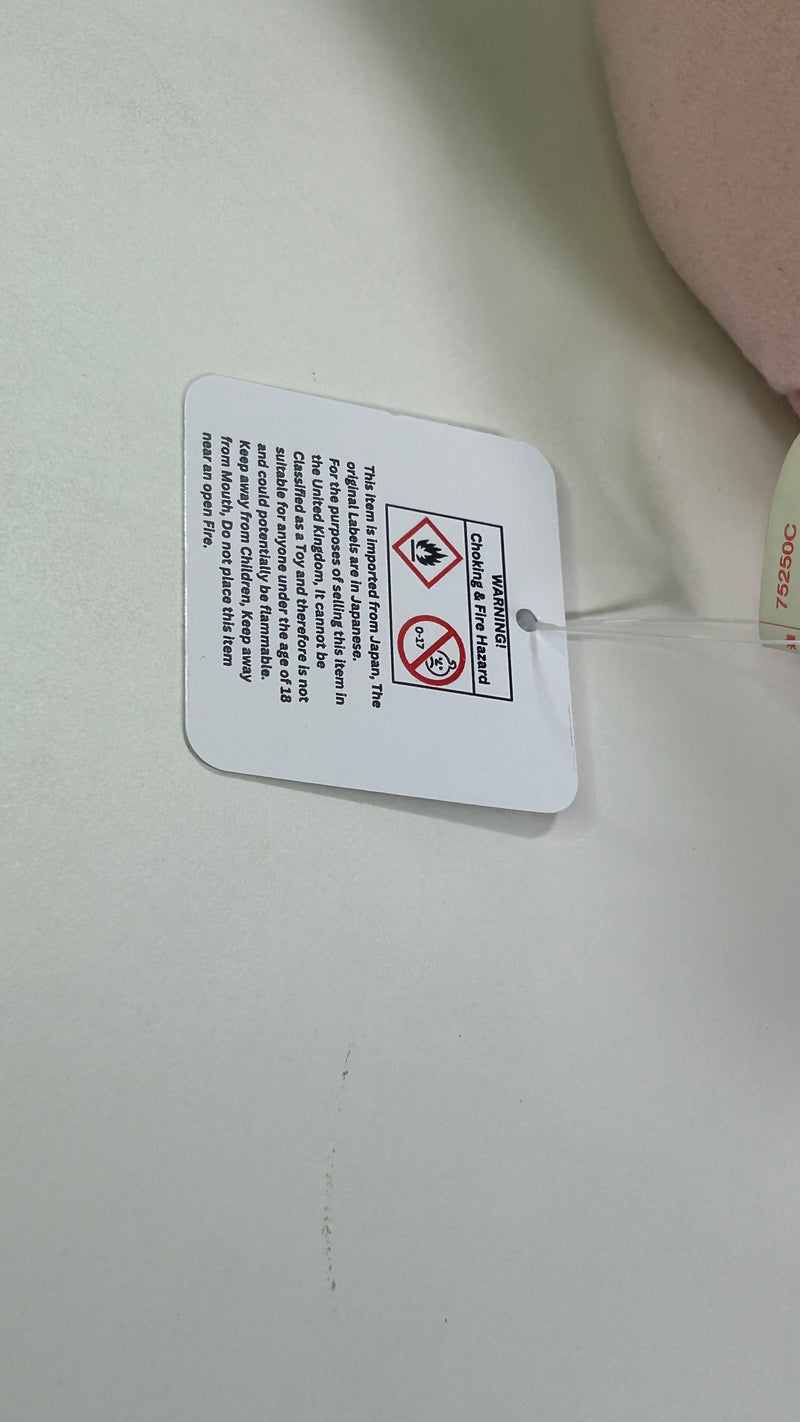 WARNING!
Choking & Fire Hazard
0-17
This item is imported from Japan, The
original Labels are in Japanese.
For the purposes of selling this item in
the United Kingdom, It cannot be
Classified as a Toy and therefore is not
suitable for anyone under the age of 18
and could potentially be flammable.
Keep away from Children, Keep away
from Mouth, Do not place this item
near an open Fire.
75250C